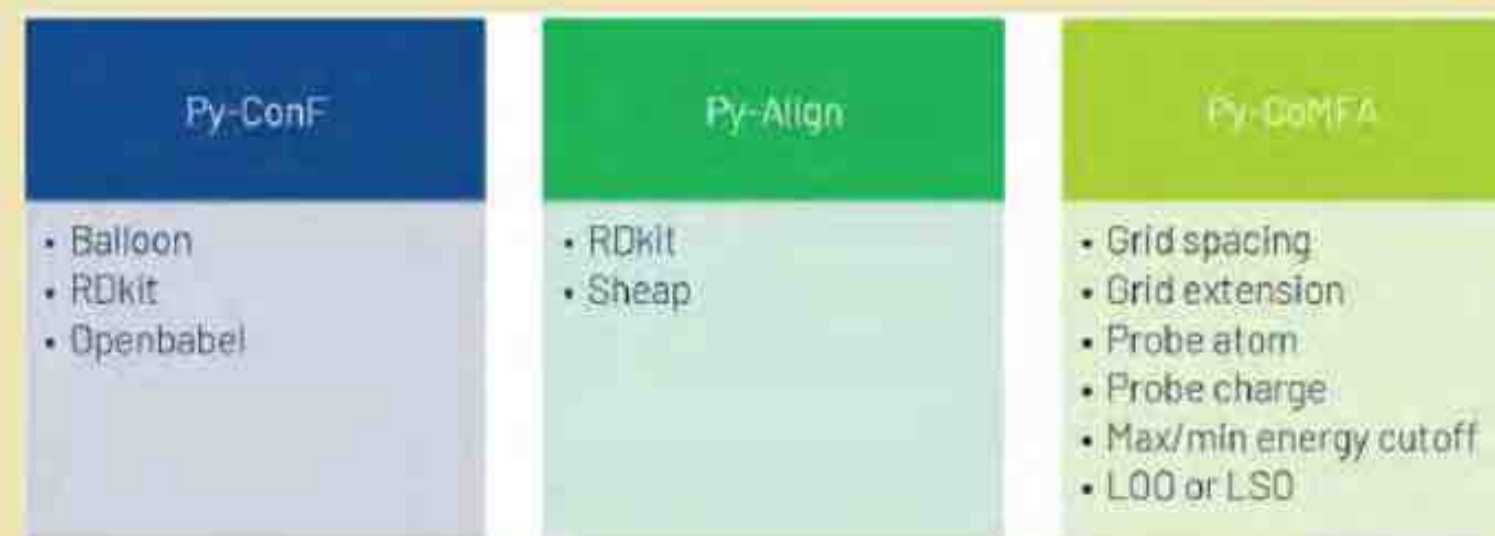 Py-ConF
• Balloon
• RDkit
• Openbabel
Py-Align
• RDkit
• Sheap
Py-CoMFA
• Grid spacing
• Grid extension
• Probe atom
• Probe charge
• Max/min energy cutoff
• LOO or LSO